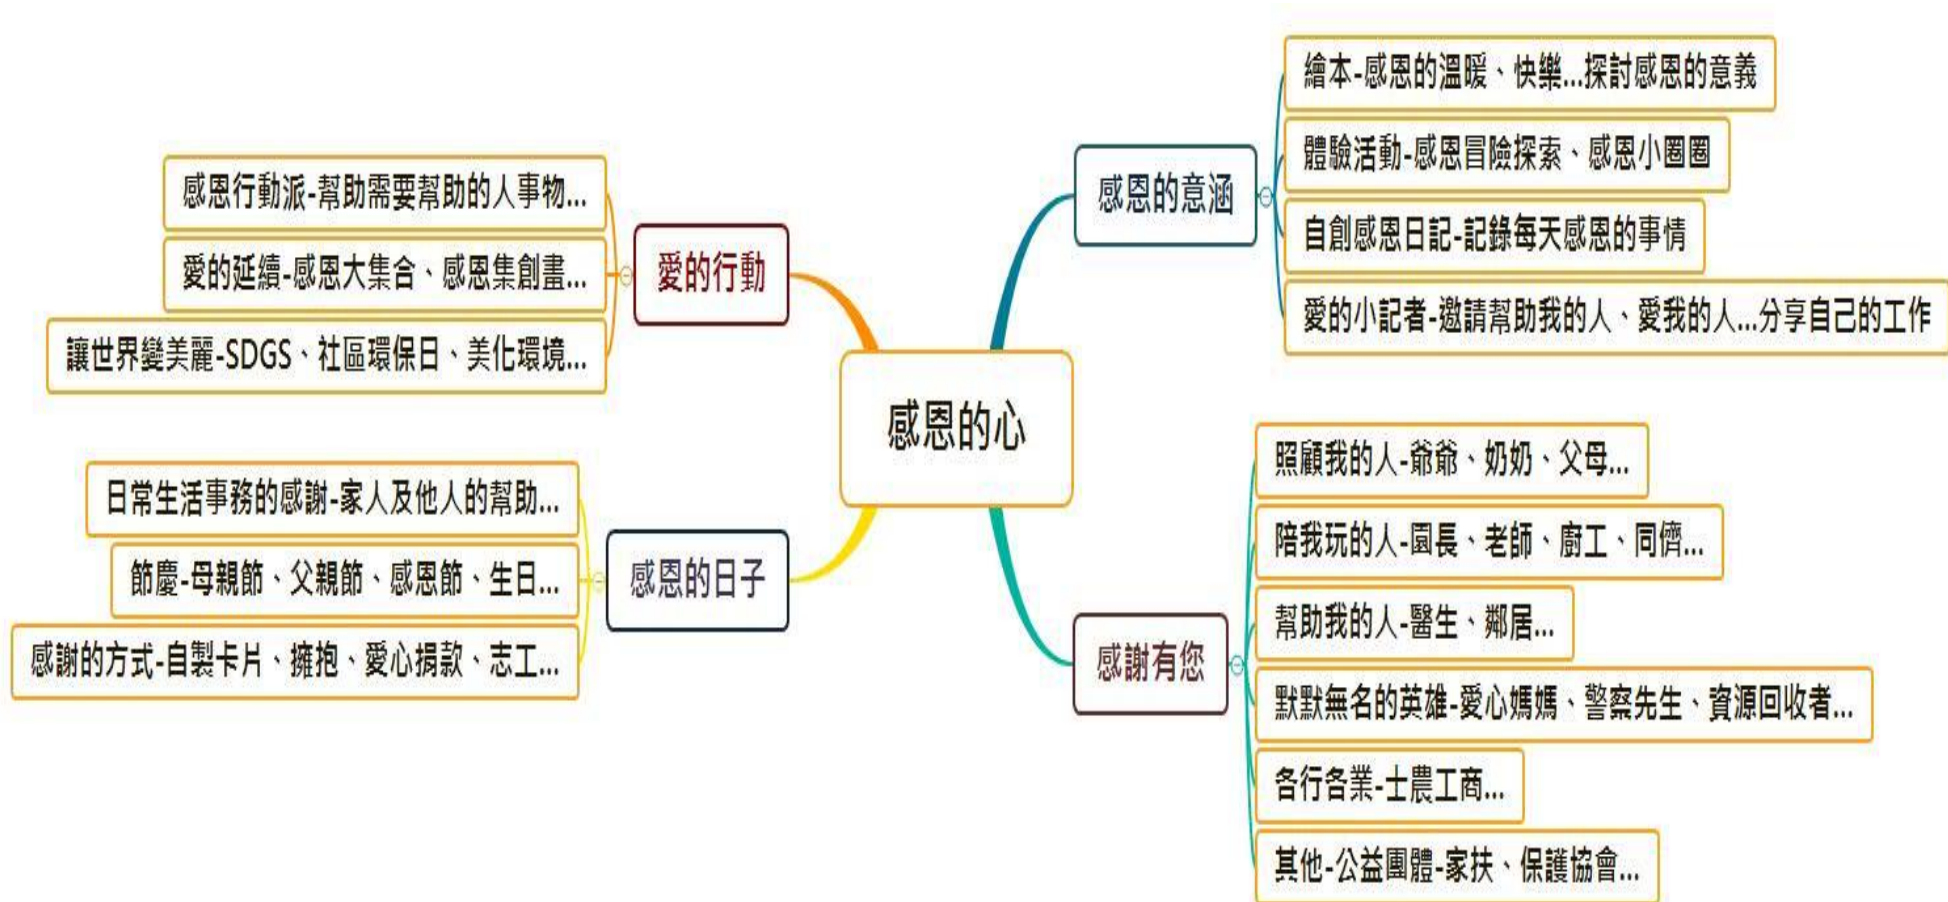 感恩的心
感恩的意涵
繪本-感恩的溫暖、快樂...探討感恩的意義
體驗活動-感恩冒險探索、感恩小圈圈
自創感恩日記-記錄每天感恩的事情
愛的小記者-邀請幫助我的人、愛我的人...分享自己的工作
感謝有您
照顧我的人-爺爺、奶奶、父母...
陪我玩的人-園長、老師、廚工、同儕...
幫助我的人-醫生、鄰居...
默默無名的英雄-愛心媽媽、警察先生、資源回收者...
各行各業-士農工商...
其他-公益團體-家扶、保護協會...
愛的行動
感恩行動派-幫助需要幫助的人事物...
愛的延續-感恩大集合、感恩集創畫...
讓世界變美麗-SDGS、社區環保日、美化環境...
感恩的日子
日常生活事務的感謝-家人及他人的幫助...
節慶-母親節、父親節、感恩節、生日...
感謝的方式-自製卡片、擁抱、愛心捐款、志工...